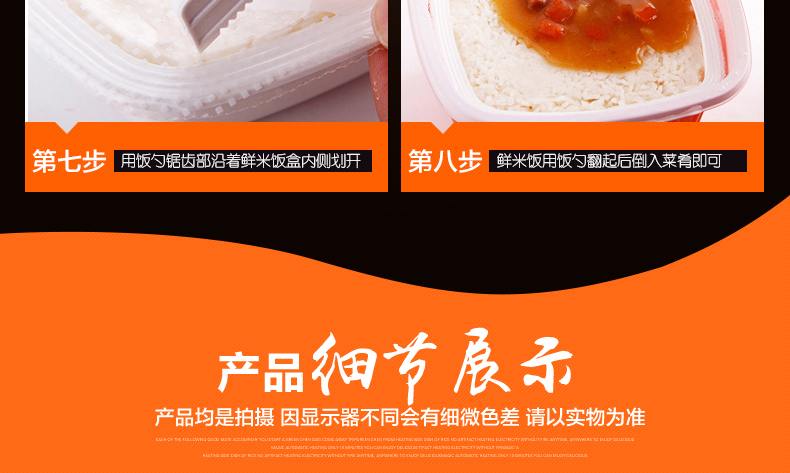 第七步 用饭勺锯齿部沿着鲜米饭盒内侧划开
第八步 鲜米饭用饭勺翻起后倒入菜肴即可
产品细节展示
产品均是拍摄 因显示器不同会有细微色差 请以实物为准